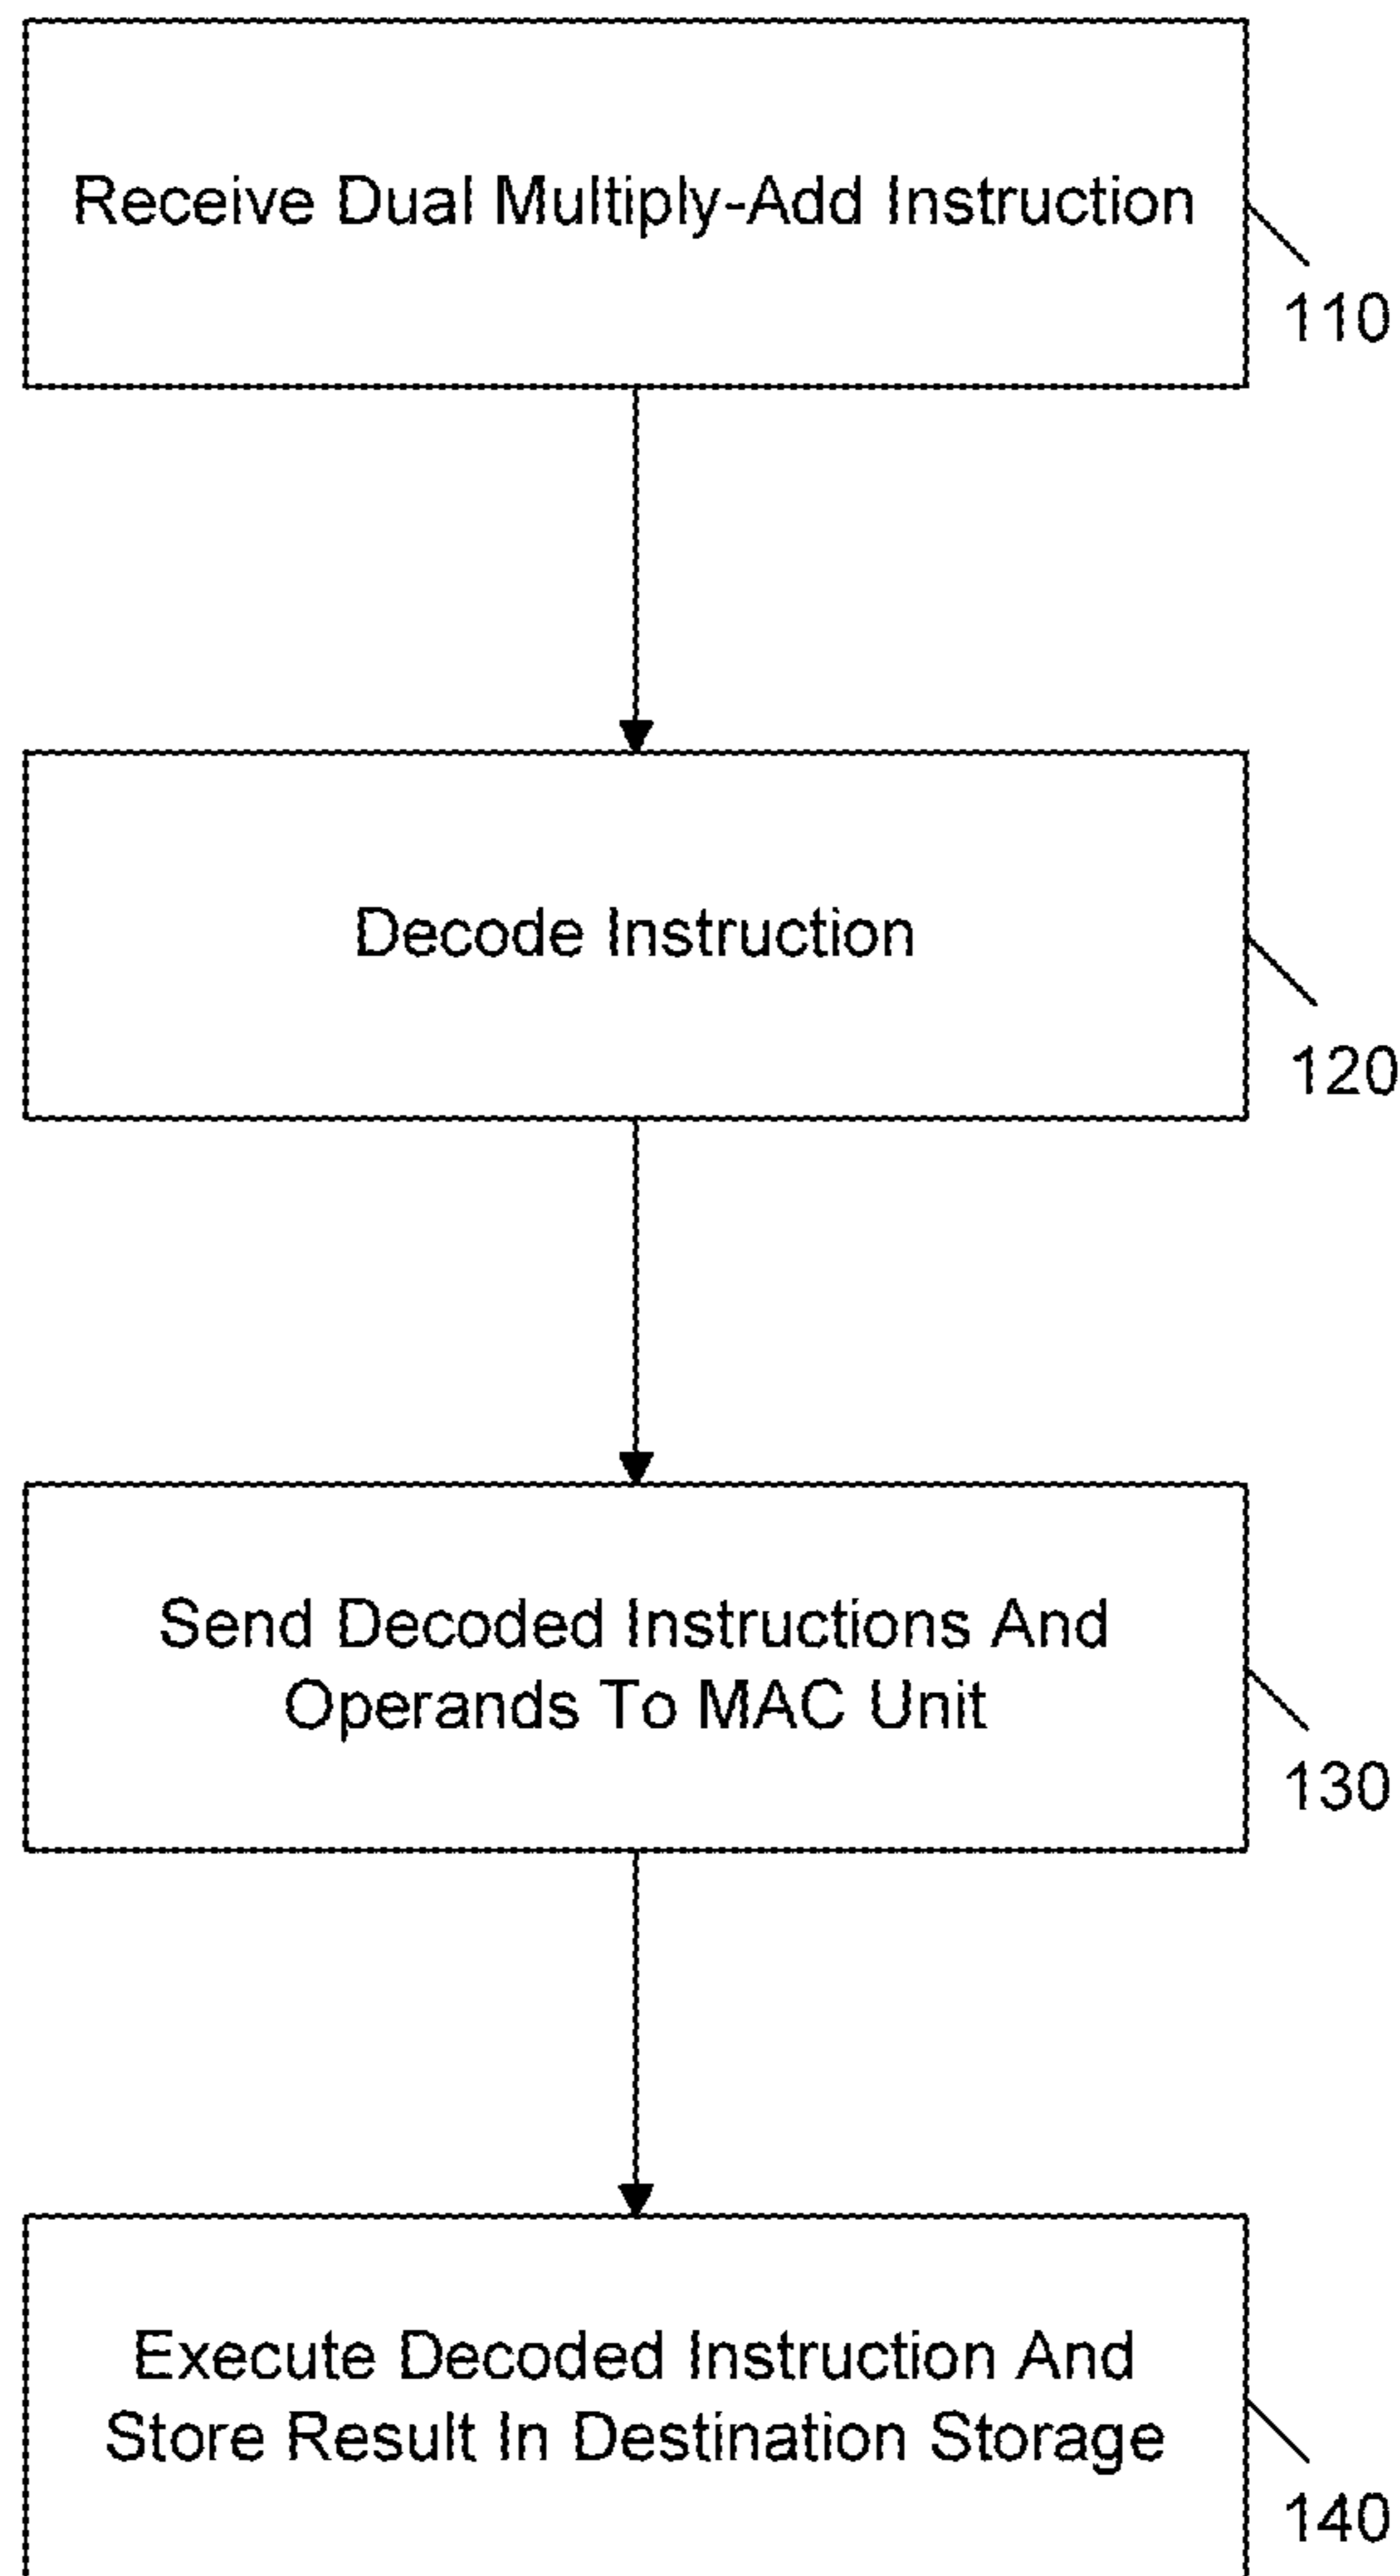 Receive Dual Multiply-Add Instruction
110
Decode Instruction
120
Send Decoded Instructions And
Operands To MAC Unit
130
Execute Decoded Instruction And
Store Result In Destination Storage
140